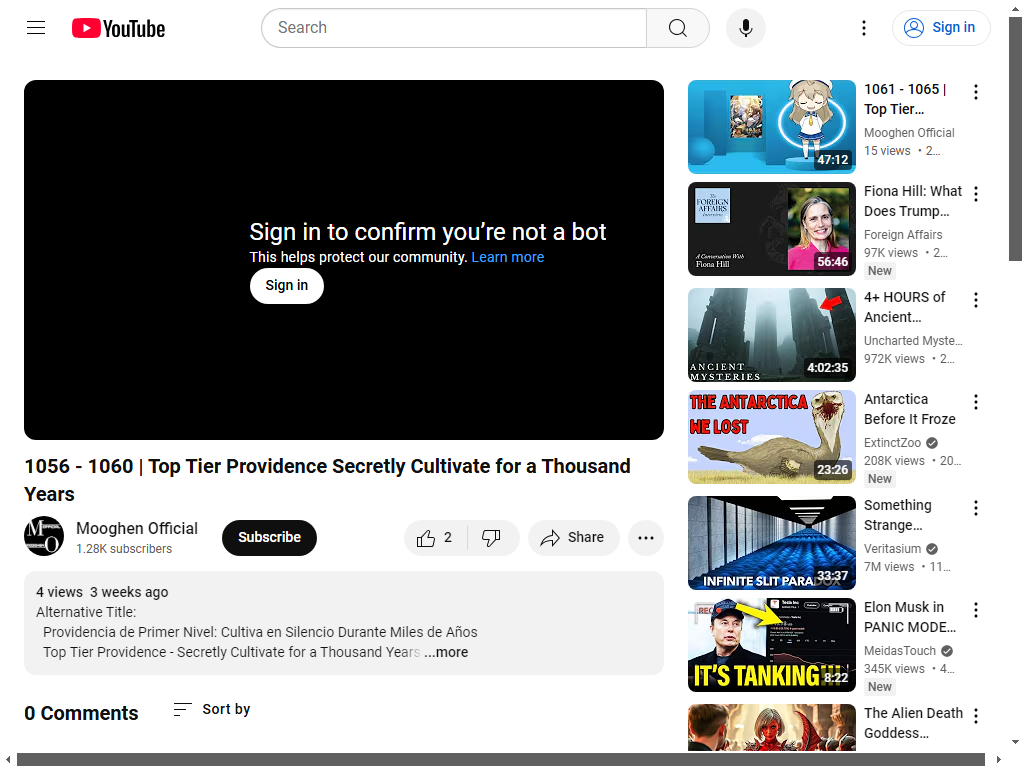 YouTube
Search
Sign in
Sign in to confirm you're not a bot
This helps protect our community. Learn more
Sign in
1056 - 1060 | Top Tier Providence Secretly Cultivate for a Thousand
Years
Mooghen Official
1.28K subscribers
Subscribe
2
Share
4 views 3 weeks ago
Alternative Title:
Providencia de Primer Nivel: Cultiva en Silencio Durante Miles de Años
Top Tier Providence - Secretly Cultivate for a Thousand Years ...more
0 Comments
Sort by
47:12
1061 - 1065 |
Top Tier…
Mooghen Official
15 views • 2…
The
FOREIGN
AFFAIRS
Interview
A Conversation With
Fiona Hill
56:46
Fiona Hill: What
Does Trump…
Foreign Affairs
97K views • 2…
New
ANCIENT
MYSTERIES
4:02:35
4+ HOURS of
Ancient…
Uncharted Myste…
972K views • 2…
THE ANTARCTICA
WE LOST
23:26
Antarctica
Before It Froze
ExtinctZoo
208K views • 20…
New
INFINITE SLIT PARADOX
33:37
Something
Strange…
Veritasium
7M views • 11…
REC
IT'S TANKING!!!
8:22
Elon Musk in
PANIC MODE…
MeidasTouch
345K views • 4…
New
The Alien Death
Goddess…